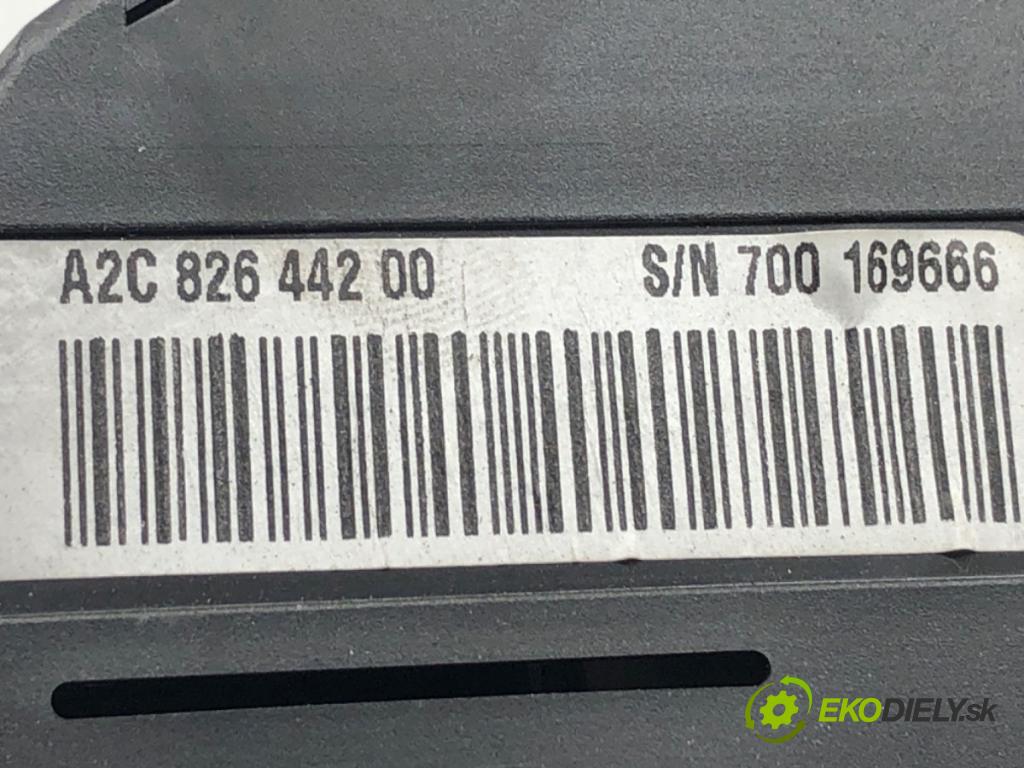 A2C 826 442 00 S/N 700 169666
EKODIELY.sk